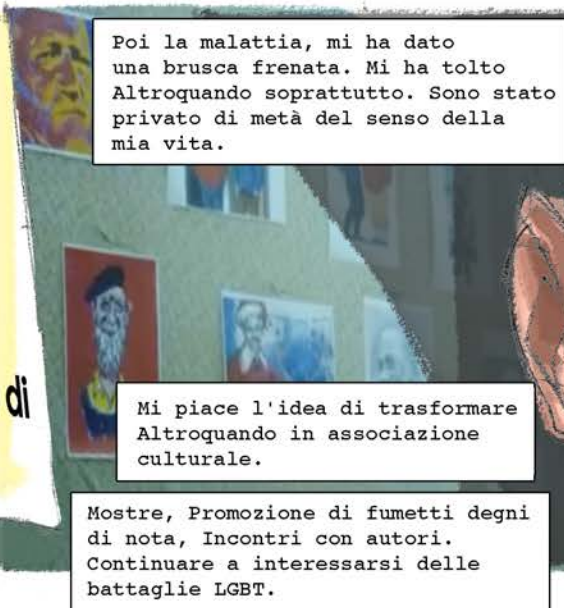 Poi la malattia, mi ha dato
una brusca frenata. Mi ha tolto
Altroquando soprattutto. Sono stato
privato di metà del senso della
mia vita.
di
Mi piace l'idea di trasformare
Altroquando in associazione
culturale.
Mostre, Promozione di fumetti degni
di nota, Incontri con autori.
Continuare a interessarsi delle
battaglie LGBT.